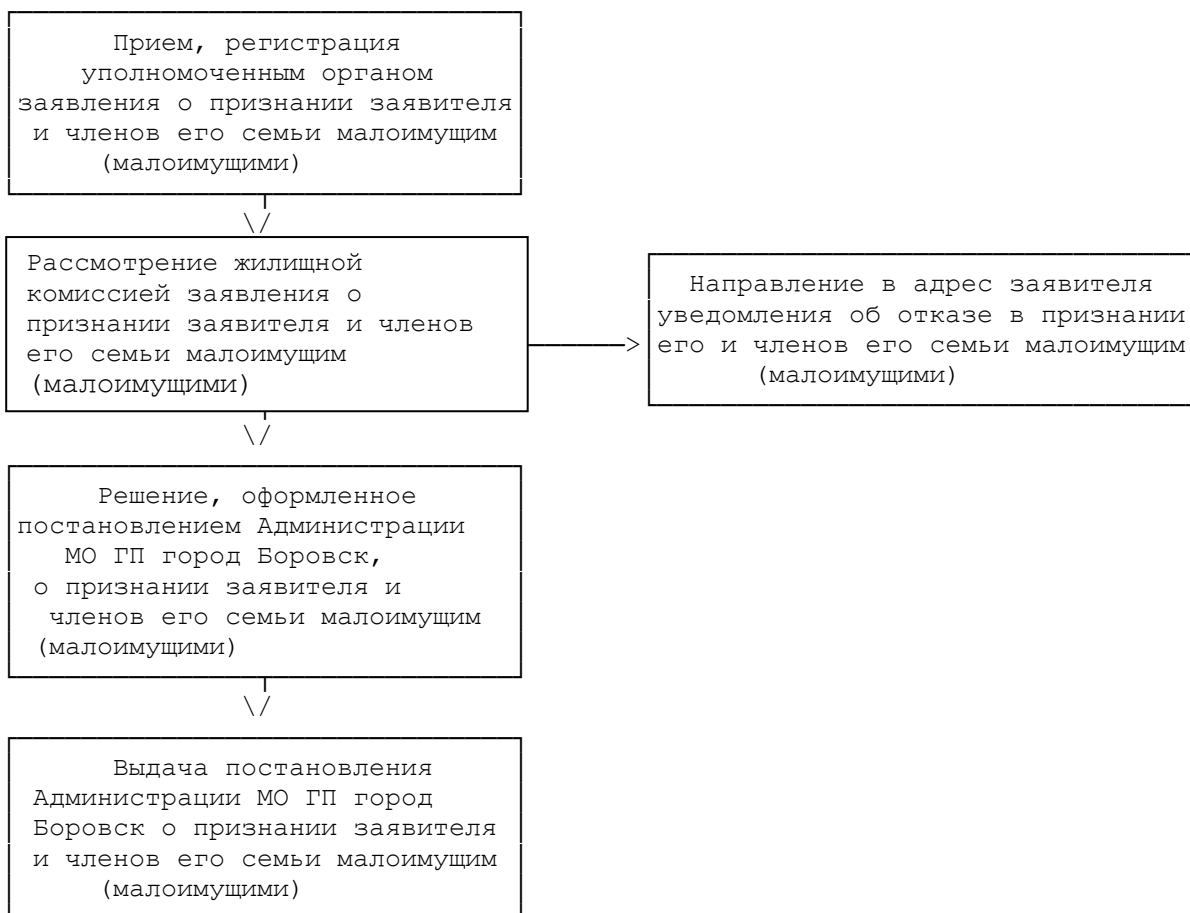 Прием, регистрация
уполномоченным органом
заявления о признании заявителя
и членов его семьи малоимущим
(малоимущими)
Рассмотрение жилищной
комиссией заявления о
признании заявителя и членов
его семьи малоимущим
(малоимущими)
Направление в адрес заявителя
уведомления об отказе в признании
его и членов его семьи малоимущим
(малоимущими)
Решение, оформленное
постановлением Администрации
МО ГП город Боровск,
о признании заявителя и
членов его семьи малоимущим
(малоимущими)
Выдача постановления
Администрации МО ГП город
Боровск о признании заявителя
и членов его семьи малоимущим
(малоимущими)